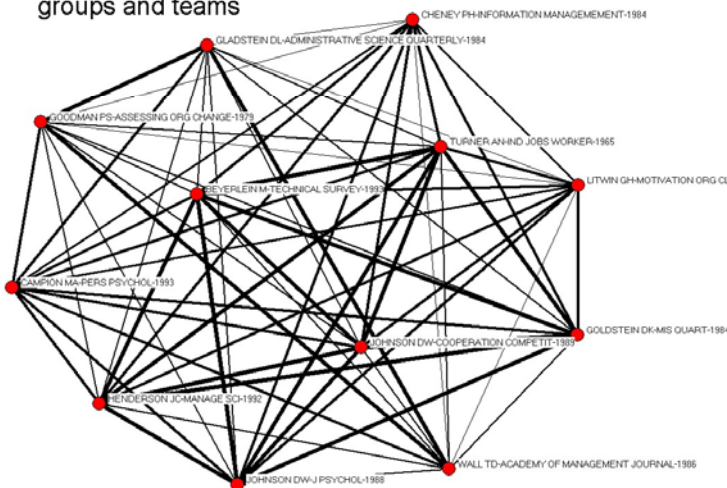 groups and teams
CHENEY PH-INFORMATION MANAGEMEMENT-1984
GLADSTEIN DL-ADMINISTRATIVE SCIENCE QUARTERLY-1984
GOODMAN PS-ASSESSING ORG CHANGE-1979
TURNER AN-IND JOBS WORKER-1965
LITWIN GH-MOTIVATION ORG CL
BEYERLEIN M-TECHNICAL SURVEY-1993
CAMPION MA-PERS PSYCHOL-1993
GOLDSTEIN DK-MIS QUART-1984
JOHNSON DW-COOPERATION COMPETIT-1989
HENDERSON JC-MANAGE SCI-1992
WALL TD-ACADEMY OF MANAGEMENT JOURNAL-1986
JOHNSON DW-J PSYCHOL-1988